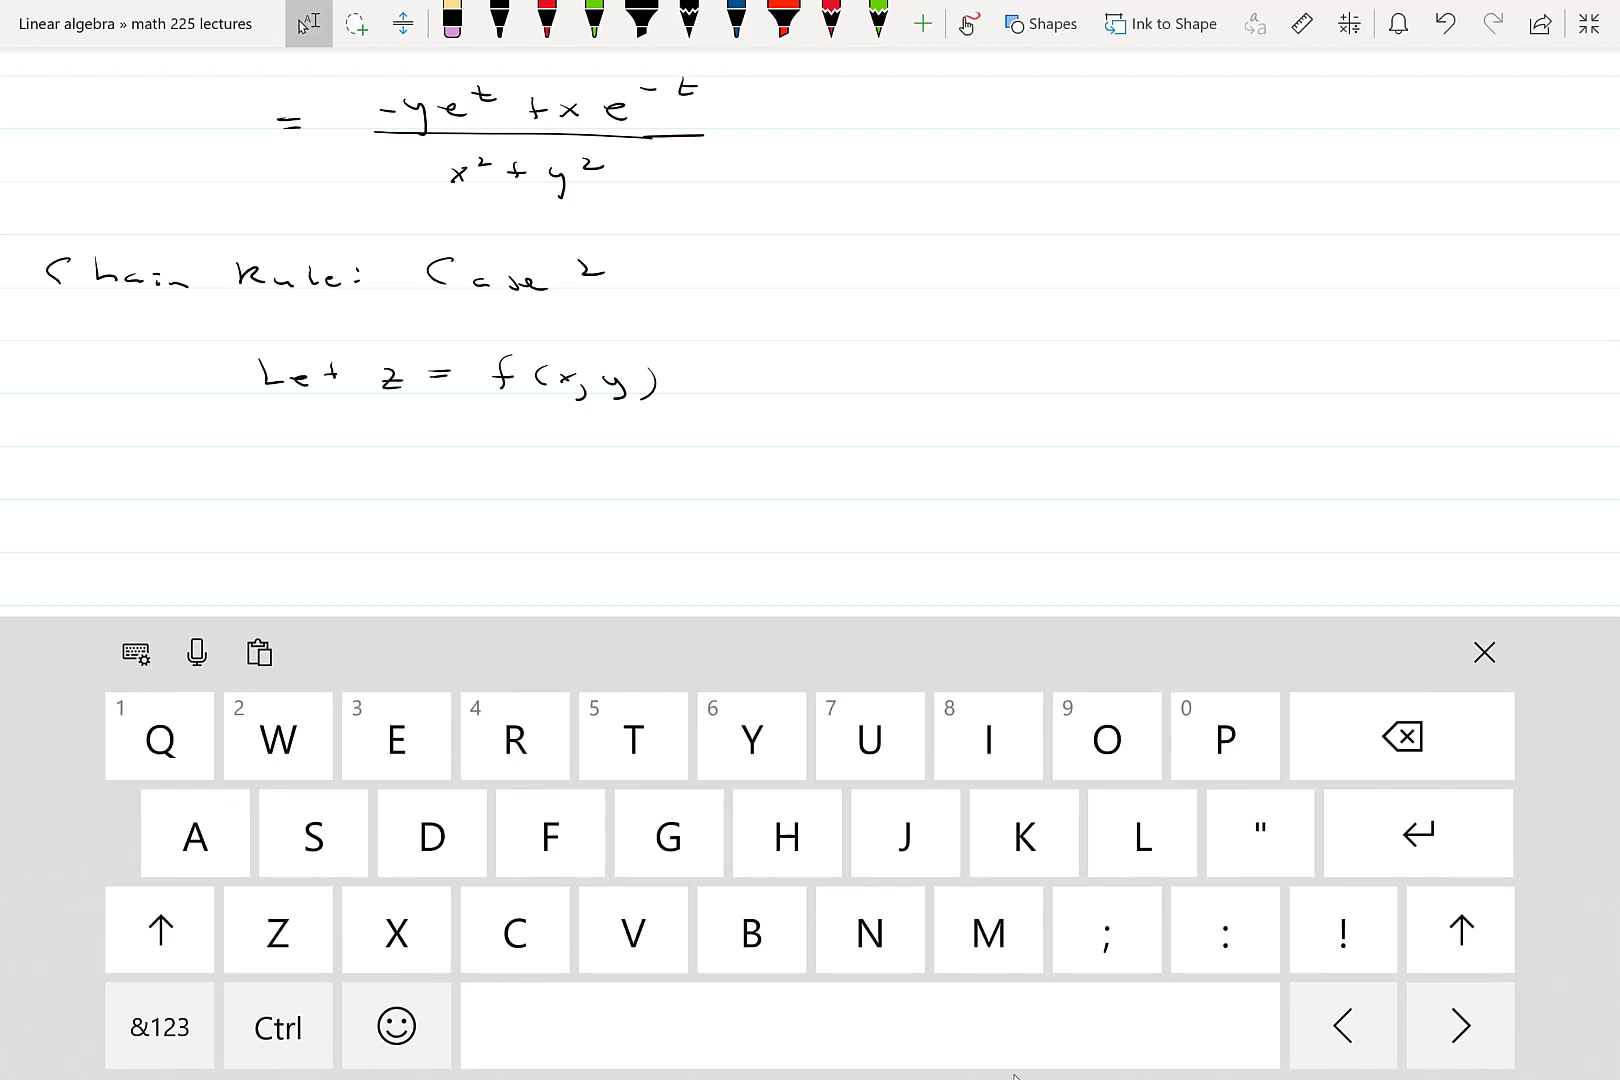 Linear algebra » math 225 lectures
Shapes
Ink to Shape
= \frac{-ye^t + xe^{-t}}{x^2 + y^2}
Chain Rule: Case 2
Let z = f(x, y)
1 Q 2 W 3 E 4 R 5 T 6 Y 7 U 8 I 9 O 0 P
A S D F G H J K L "
Z X C V B N M ; : !
&123 Ctrl